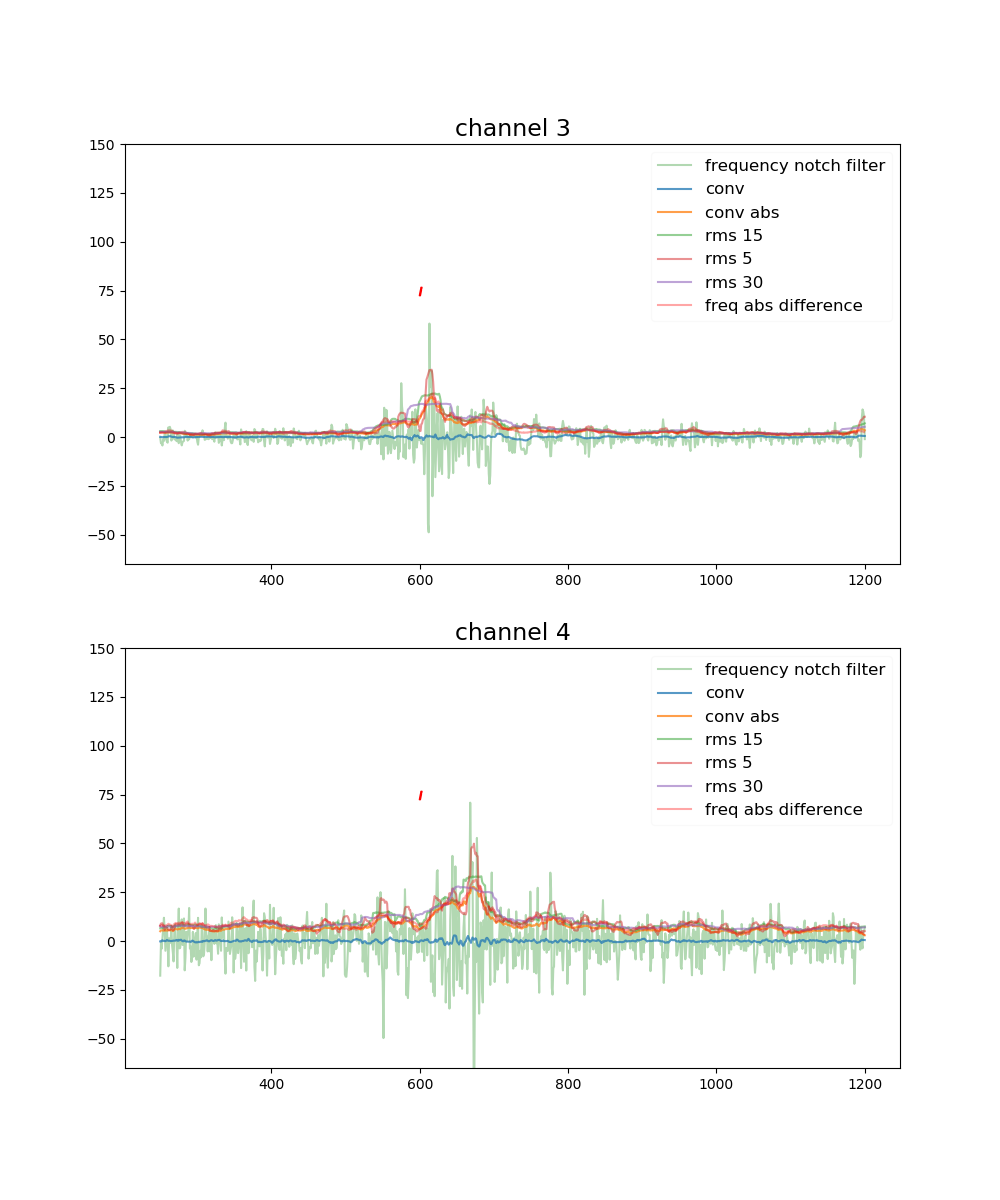 channel 3
150
125
100
75
50
25
0
−25
−50
frequency notch filter
conv
conv abs
rms 15
rms 5
rms 30
freq abs difference
400 600 800 1000 1200
channel 4
150
125
100
75
50
25
0
−25
−50
frequency notch filter
conv
conv abs
rms 15
rms 5
rms 30
freq abs difference
400 600 800 1000 1200